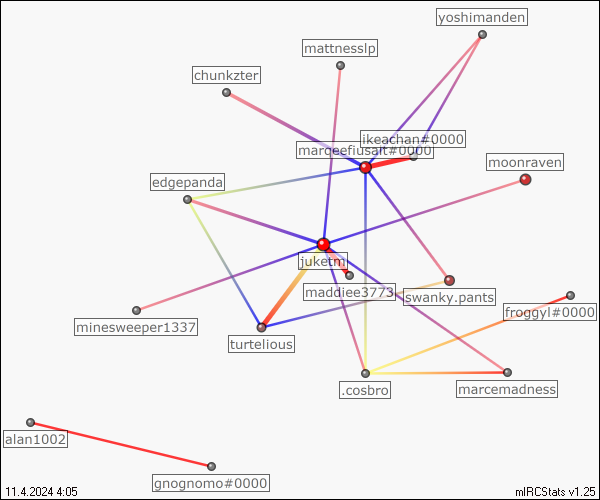 yoshimanden
mattnesslp
chunkzter
ikeachan#0000
marqeefiusalt#0000
moonraven
edgepanda
juketm
maddiee3773
swanky.pants
froggyl#0000
minesweeper1337
turtelious
.cosbro
marcemadness
alan1002
gnognomo#0000
11.4.2024 4:05
mIRCStats v1.25